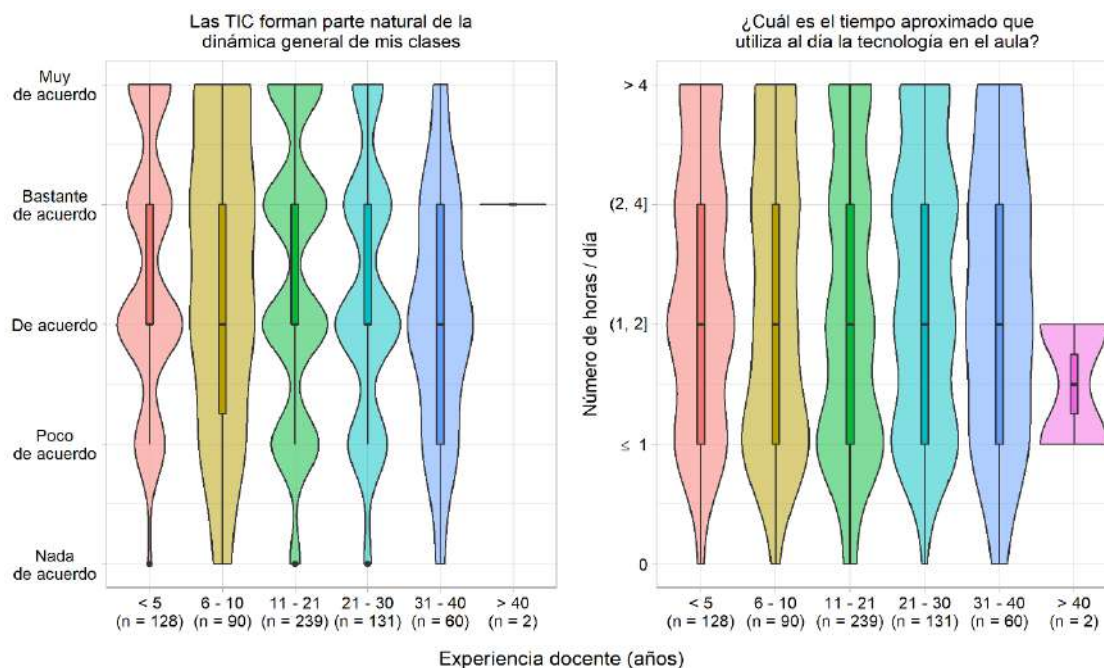 Las TIC forman parte natural de la
dinámica general de mis clases
Muy
de acuerdo
Bastante
de acuerdo
De acuerdo
Poco
de acuerdo
Nada
de acuerdo
< 5
(n = 128)
6 - 10
(n = 90)
11 - 21
(n = 239)
21 - 30
(n = 131)
31 - 40
(n = 60)
> 40
(n = 2)
¿Cuál es el tiempo aproximado que
utiliza al día la tecnología en el aula?
Número de horas / día
> 4
(2, 4]
(1, 2]
≤ 1
0
< 5
(n = 128)
6 - 10
(n = 90)
11 - 21
(n = 239)
21 - 30
(n = 131)
31 - 40
(n = 60)
> 40
(n = 2)
Experiencia docente (años)